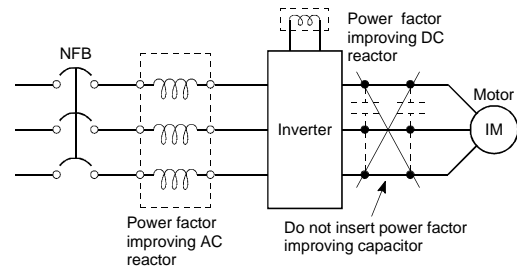 Power factor
improving DC
reactor
NFB
Motor
Inverter
IM
Power factor
improving AC
reactor
Do not insert power factor
improving capacitor